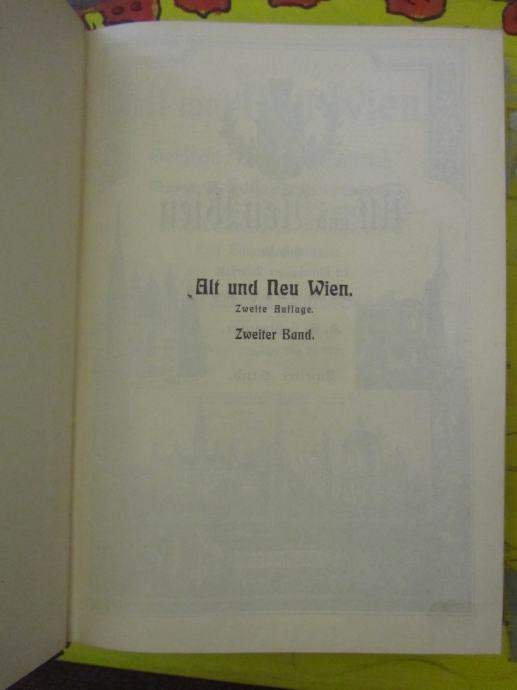 Alt und Neu Wien.
Zweite Auflage.
Zweiter Band.